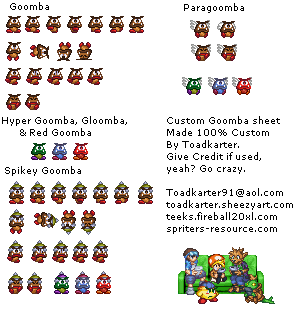 Goomba
Paragoomba
Hyper Goomba, Gloomba,
& Red Goomba
Spikey Goomba
Custom Goomba sheet
Made 100% Custom
By Toadkarter.
Give Credit if used,
yeah? Go crazy.
Toadkarter91@aol.com
toadkarter.sheezyart.com
teeks.fireball20xl.com
spriters-resource.com